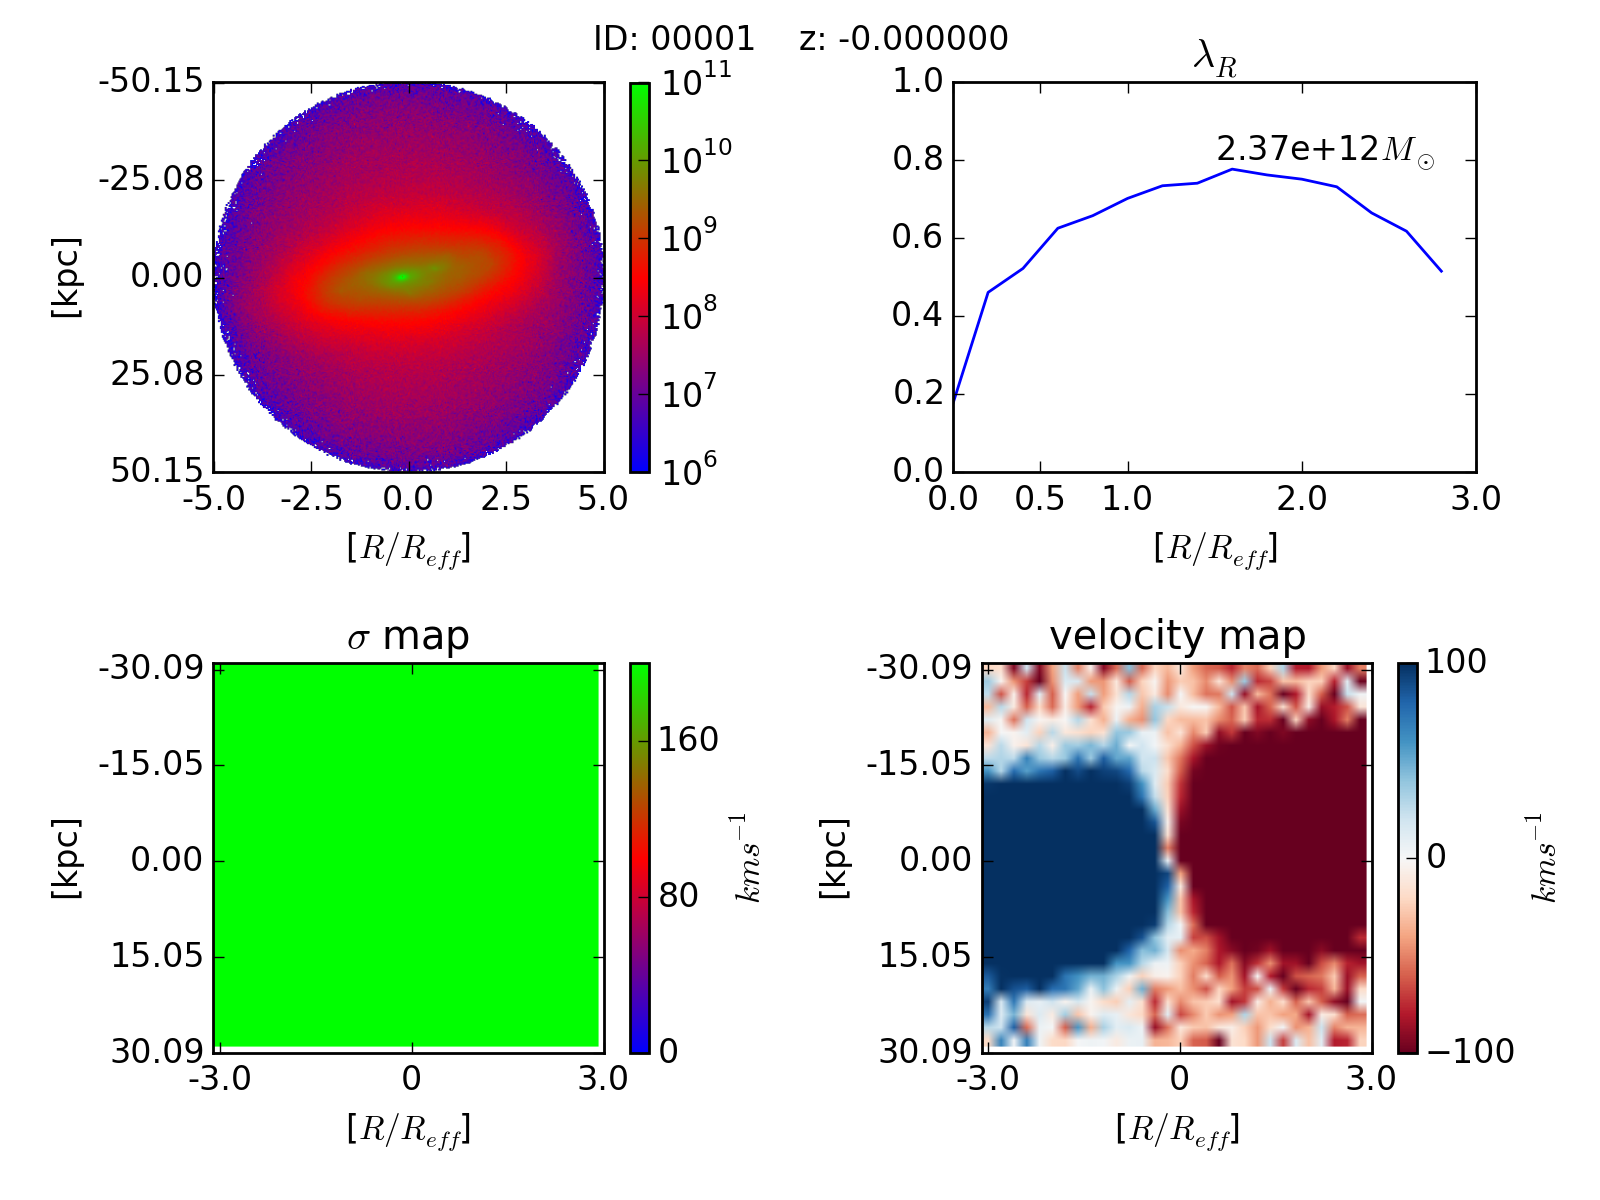 ID: 00001 z: -0.000000
-50.15
-25.08
0.00
25.08
50.15
[kpc]
-5.0 -2.5 0.0 2.5 5.0
[R/R_eff]
10^11
10^10
10^9
10^8
10^7
10^6
λ_R
1.0
0.8
0.6
0.4
0.2
0.0
2.37e+12M_⊙
0.0 0.5 1.0 2.0 3.0
[R/R_eff]
σ map
-30.09
-15.05
0.00
15.05
30.09
[kpc]
-3.0 0 3.0
[R/R_eff]
160
80
0
kms^−1
velocity map
-30.09
-15.05
0.00
15.05
30.09
[kpc]
-3.0 0 3.0
[R/R_eff]
100
0
−100
kms^−1